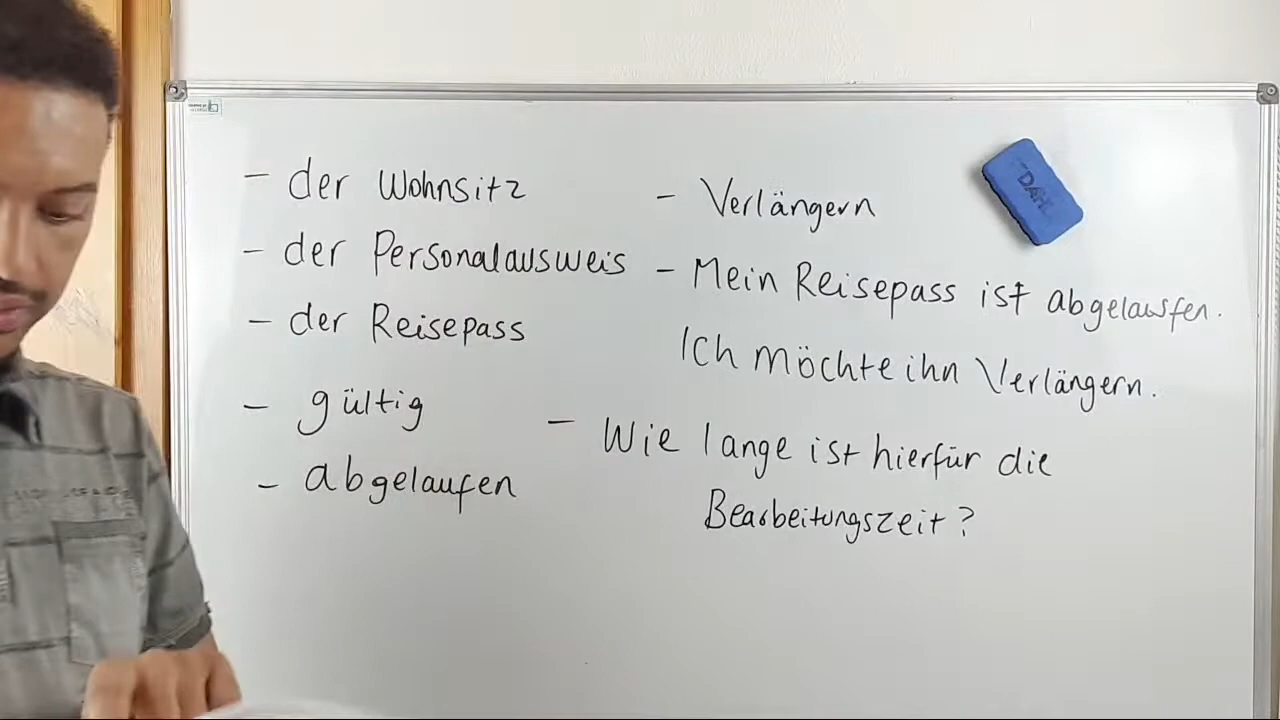 - der Wohnsitz
- der Personalausweis
- der Reisepass
- gültig
- abgelaufen
- Verlängern
- Mein Reisepass ist abgelaufen.
Ich möchte ihn Verlängern.
- Wie lange ist hierfür die
Bearbeitungszeit?
DAHL